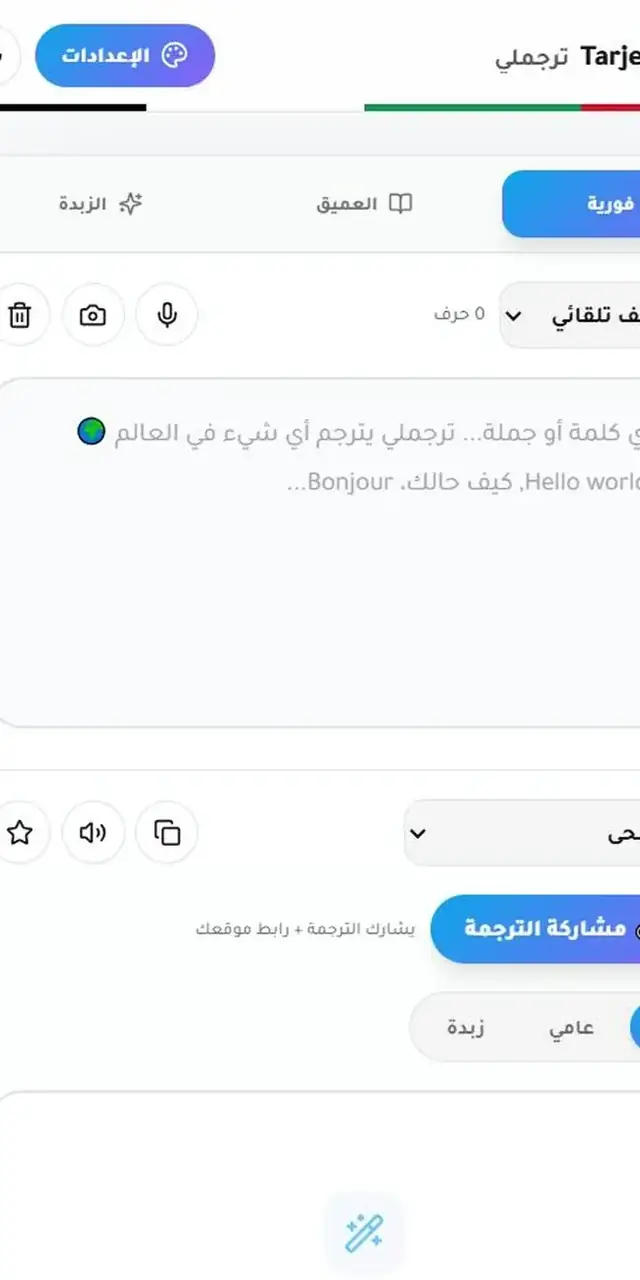 Tarje ترجملي
الإعدادات
فورية
العميق
الزبدة
تلقائي
0 حرف
كلمة أو جملة... ترجملي يترجم أي شيء في العالم 🌍
Hello worl, كيف حالك، Bonjour...
مشاركة الترجمة
يشارك الترجمة + رابط موقعك
عامي
زبدة